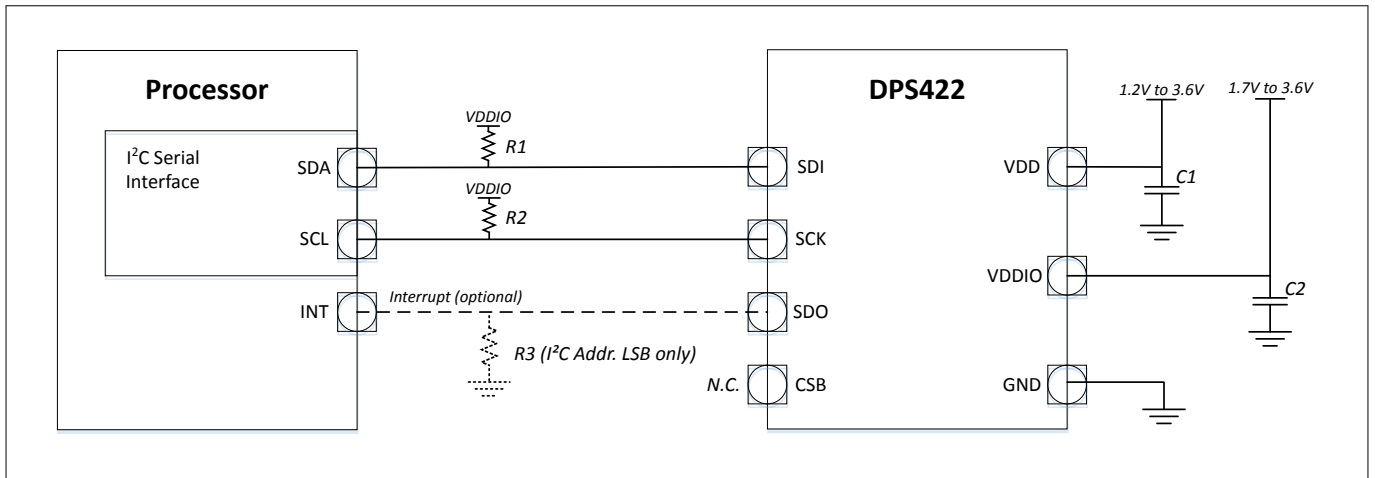 Processor
DPS422
1.2V to 3.6V
1.7V to 3.6V
I²C Serial
Interface
SDA
VDDIO
R1
SDI
VDD
C1
SCL
VDDIO
R2
SCK
VDDIO
C2
INT
Interrupt (optional)
SDO
R3 (I²C Addr. LSB only)
N.C.
CSB
GND